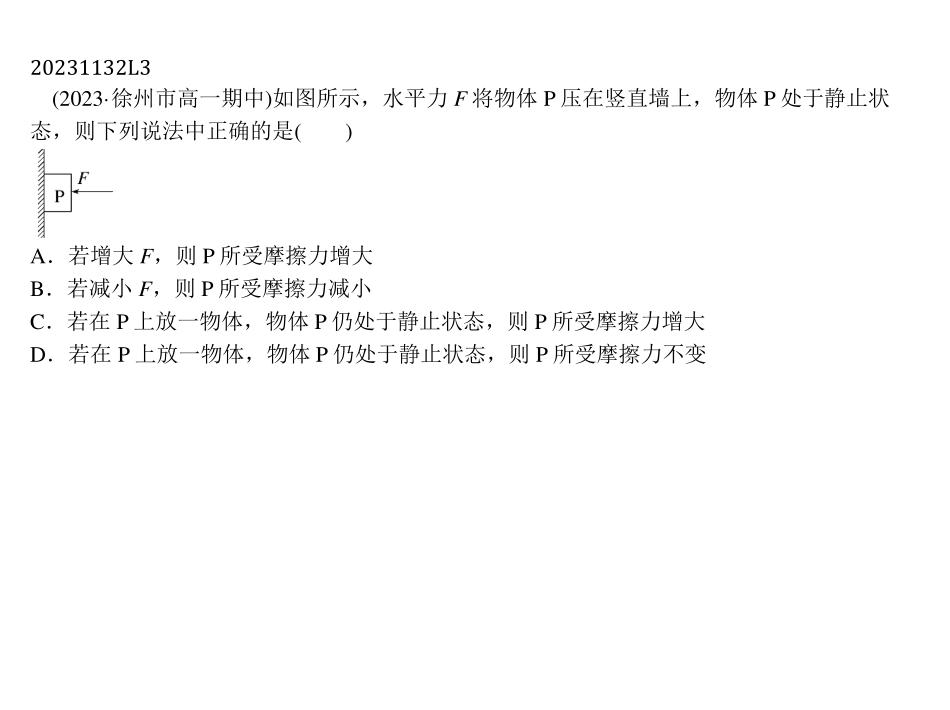 20231132L3
(2023·徐州市高一期中)如图所示，水平力 F 将物体 P 压在竖直墙上，物体 P 处于静止状
态，则下列说法中正确的是(　　)
F
P
A．若增大 F，则 P 所受摩擦力增大
B．若减小 F，则 P 所受摩擦力减小
C．若在 P 上放一物体，物体 P 仍处于静止状态，则 P 所受摩擦力增大
D．若在 P 上放一物体，物体 P 仍处于静止状态，则 P 所受摩擦力不变